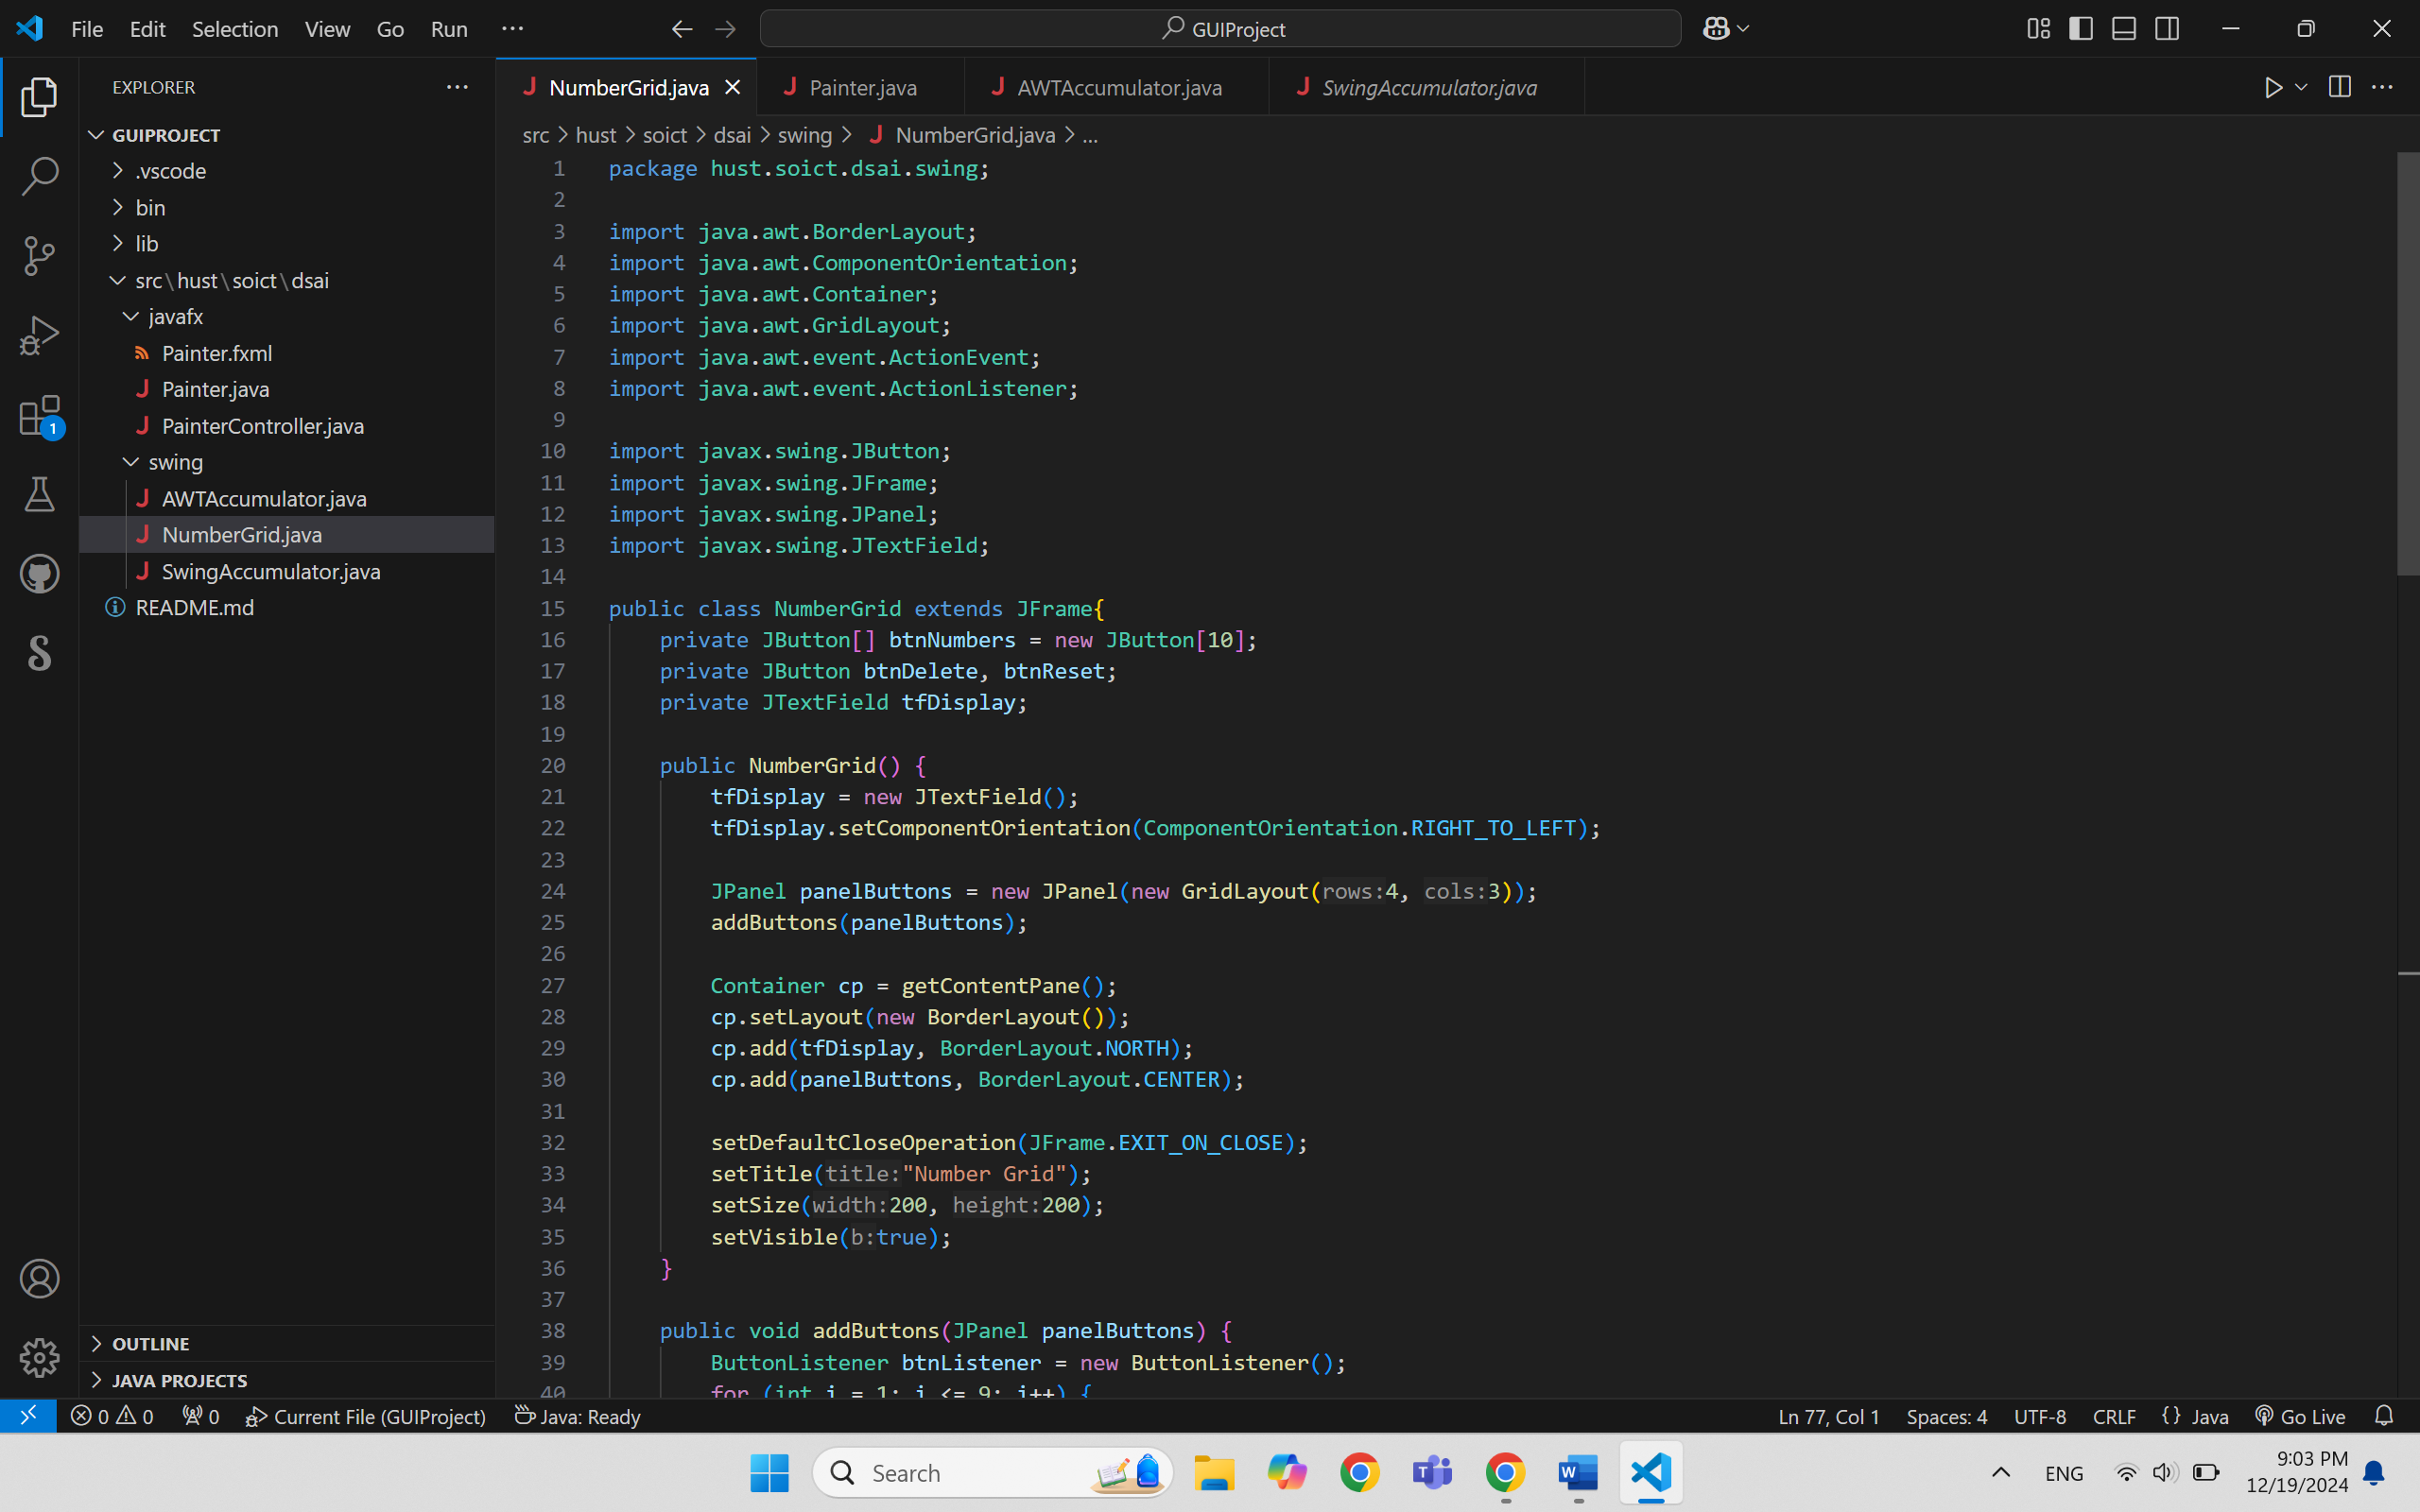 File Edit Selection View Go Run ··· GUIProject
EXPLORER ···
GUIPROJECT
.vscode
bin
lib
src\hust\soict\dsai
javafx
Painter.fxml
J Painter.java
J PainterController.java
swing
J AWTAccumulator.java
J NumberGrid.java
J SwingAccumulator.java
README.md
OUTLINE
JAVA PROJECTS
1
J NumberGrid.java J Painter.java J AWTAccumulator.java J SwingAccumulator.java
src > hust > soict > dsai > swing > J NumberGrid.java > ...
1 package hust.soict.dsai.swing;
2
3 import java.awt.BorderLayout;
4 import java.awt.ComponentOrientation;
5 import java.awt.Container;
6 import java.awt.GridLayout;
7 import java.awt.event.ActionEvent;
8 import java.awt.event.ActionListener;
9
10 import javax.swing.JButton;
11 import javax.swing.JFrame;
12 import javax.swing.JPanel;
13 import javax.swing.JTextField;
14
15 public class NumberGrid extends JFrame{
16 private JButton[] btnNumbers = new JButton[10];
17 private JButton btnDelete, btnReset;
18 private JTextField tfDisplay;
19
20 public NumberGrid() {
21 tfDisplay = new JTextField();
22 tfDisplay.setComponentOrientation(ComponentOrientation.RIGHT_TO_LEFT);
23
24 JPanel panelButtons = new JPanel(new GridLayout(rows:4, cols:3));
25 addButtons(panelButtons);
26
27 Container cp = getContentPane();
28 cp.setLayout(new BorderLayout());
29 cp.add(tfDisplay, BorderLayout.NORTH);
30 cp.add(panelButtons, BorderLayout.CENTER);
31
32 setDefaultCloseOperation(JFrame.EXIT_ON_CLOSE);
33 setTitle(title:"Number Grid");
34 setSize(width:200, height:200);
35 setVisible(b:true);
36 }
37
38 public void addButtons(JPanel panelButtons) {
39 ButtonListener btnListener = new ButtonListener();
40 for (int i = 1; i <= 9; i++) {
0 0 0 Current File (GUIProject) Java: Ready Ln 77, Col 1 Spaces: 4 UTF-8 CRLF {} Java Go Live
Search ENG 9:03 PM
12/19/2024